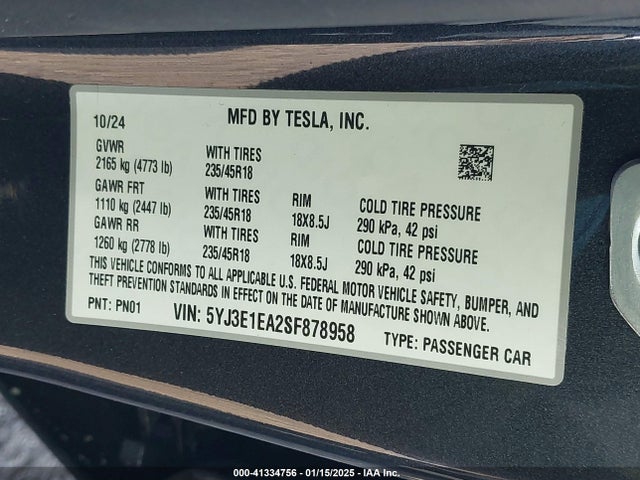 10/24 MFD BY TESLA, INC.
GVWR
2165 kg (4773 lb) WITH TIRES 235/45R18
GAWR FRT
1110 kg (2447 lb) WITH TIRES 235/45R18 RIM 18X8.5J COLD TIRE PRESSURE 290 kPa, 42 psi
GAWR RR
1260 kg (2778 lb) WITH TIRES 235/45R18 RIM 18X8.5J COLD TIRE PRESSURE 290 kPa, 42 psi
THIS VEHICLE CONFORMS TO ALL APPLICABLE U.S. FEDERAL MOTOR VEHICLE SAFETY, BUMPER, AND
THEFT PREVENTION STANDARDS IN EFFECT ON THE DATE OF MANUFACTURE SHOWN ABOVE.
PNT: PN01 VIN: 5YJ3E1EA2SF878958 TYPE: PASSENGER CAR
000-41334756 — 01/15/2025 — IAA Inc.